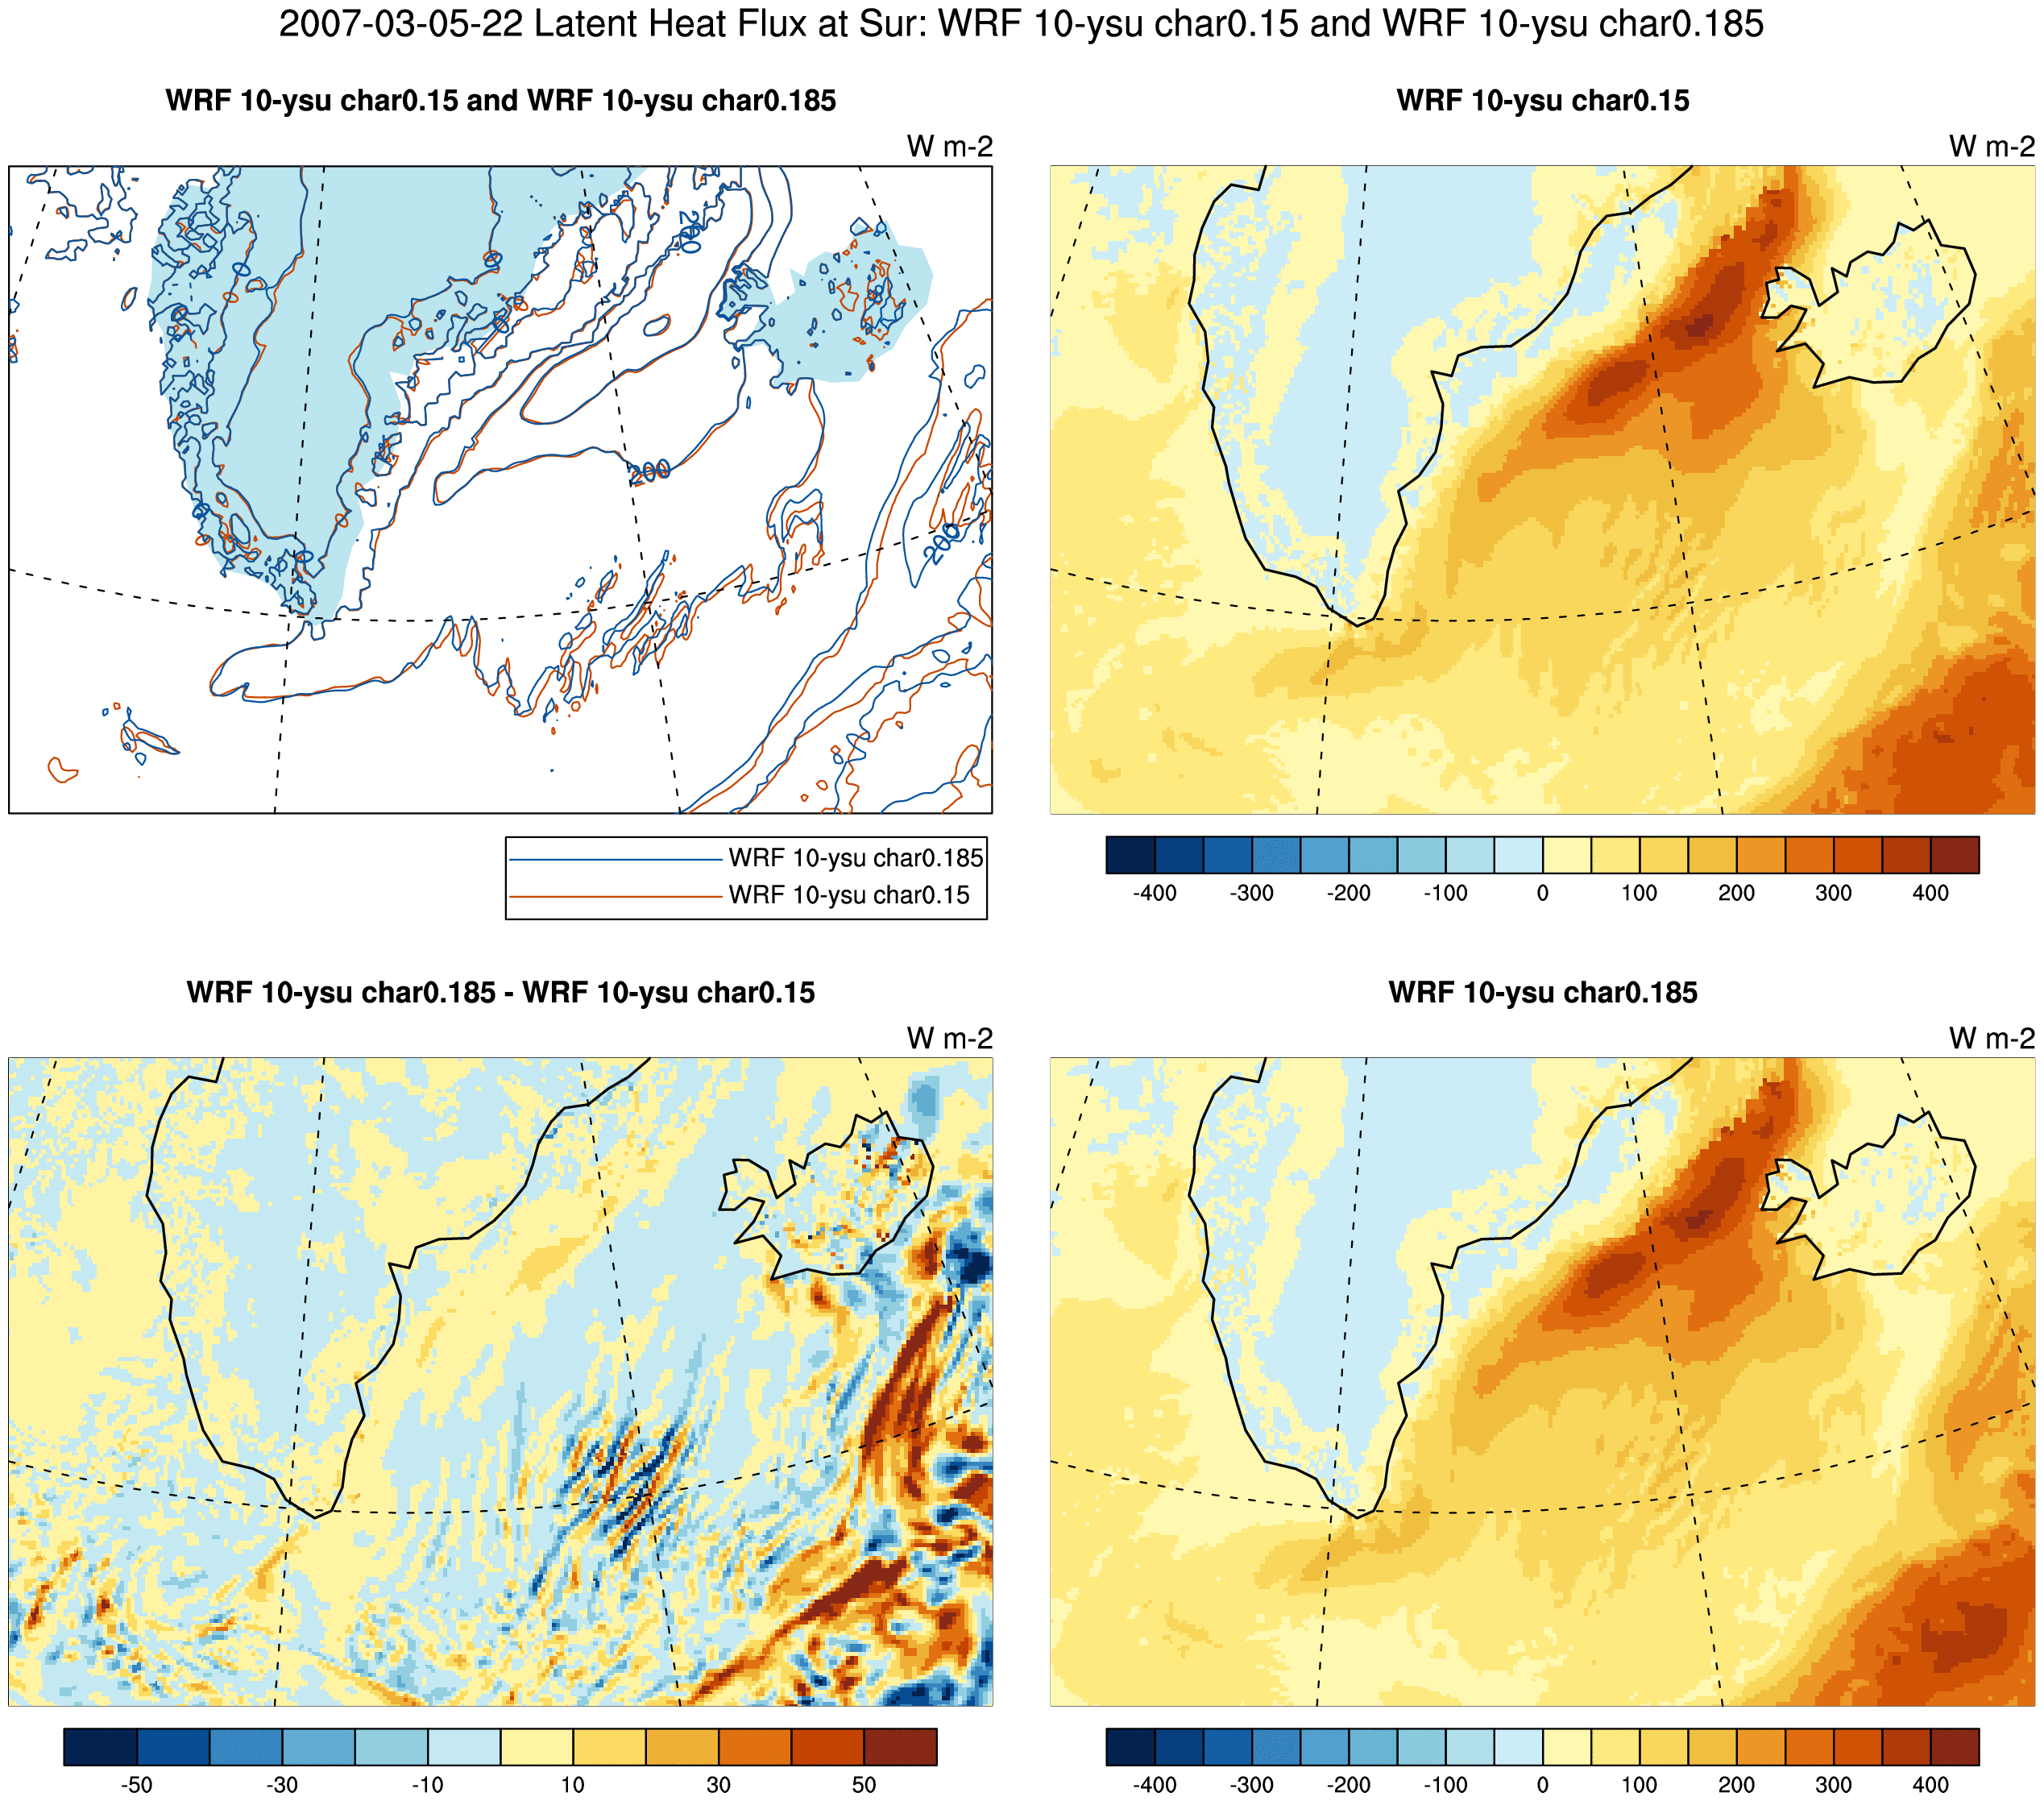 2007-03-05-22 Latent Heat Flux at Sur: WRF 10-ysu char0.15 and WRF 10-ysu char0.185
WRF 10-ysu char0.15 and WRF 10-ysu char0.185
W m-2
200
0
200
200
0
WRF 10-ysu char0.185
WRF 10-ysu char0.15
WRF 10-ysu char0.15
W m-2
-400 -300 -200 -100 0 100 200 300 400
WRF 10-ysu char0.185 - WRF 10-ysu char0.15
W m-2
-50 -30 -10 10 30 50
WRF 10-ysu char0.185
W m-2
-400 -300 -200 -100 0 100 200 300 400